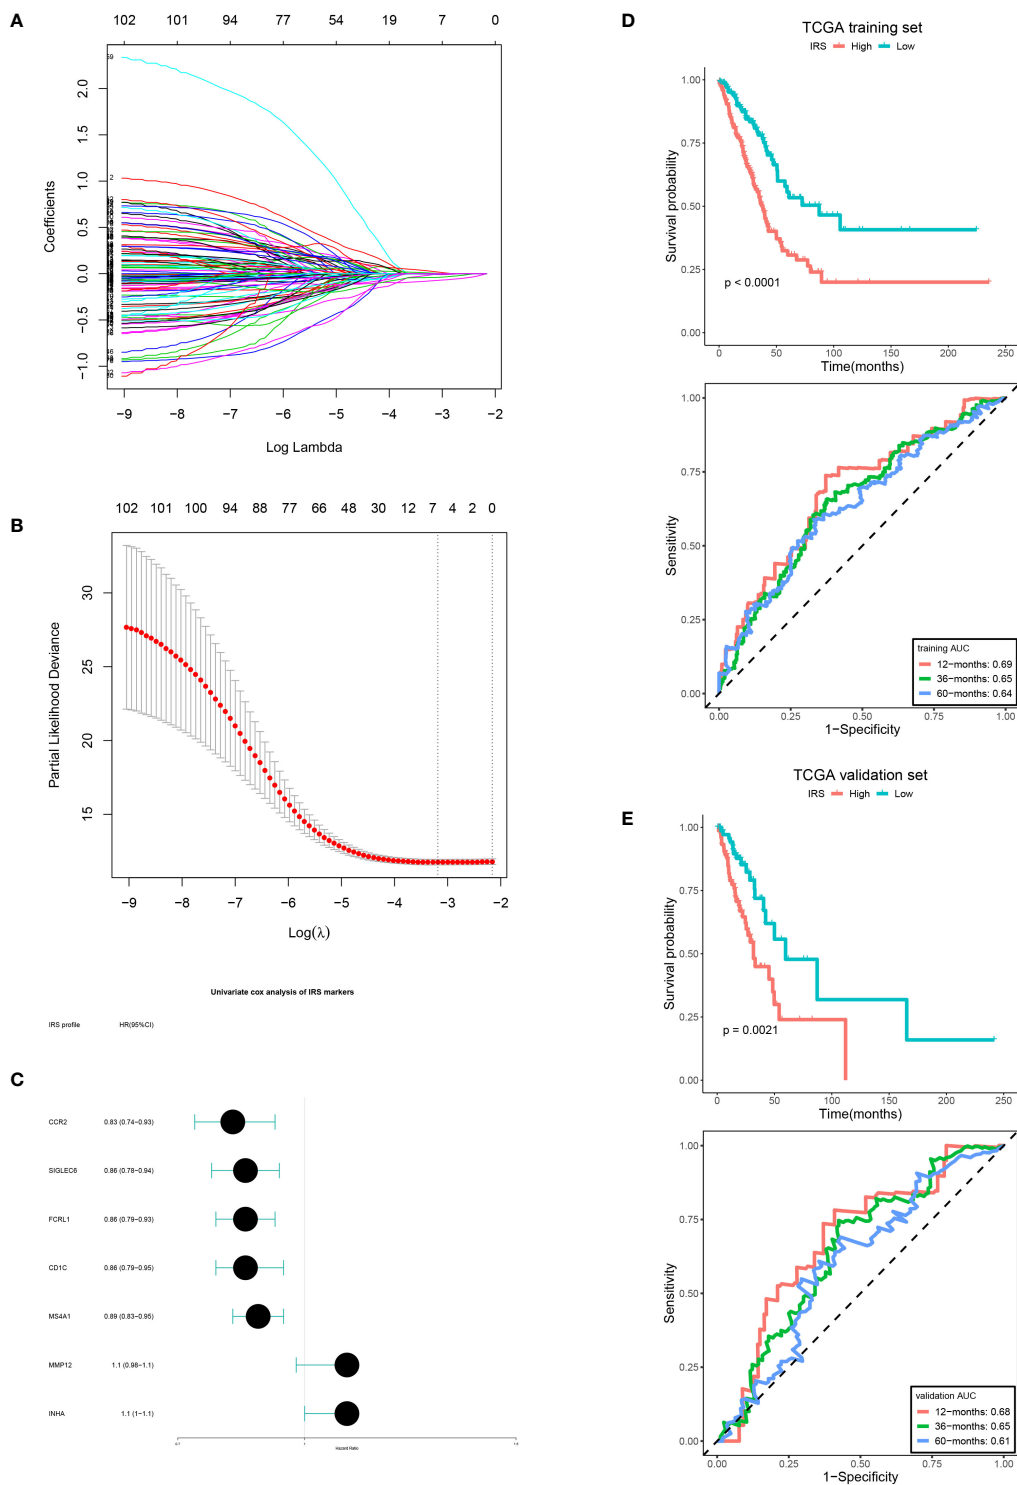 A
102 101 94 77 54 19 7 0
2.0
1.5
1.0
0.5
0.0
−0.5
−1.0
Coefficients
−9 −8 −7 −6 −5 −4 −3 −2
Log Lambda
B
102 101 100 94 88 77 66 48 30 12 7 4 2 0
30
25
20
15
Partial Likelihood Deviance
−9 −8 −7 −6 −5 −4 −3 −2
Log(λ)
C
Univariate cox analysis of IRS markers
IRS profile HR(95%CI)
CCR2 0.83 (0.74−0.93)
SIGLEC6 0.86 (0.78−0.94)
FCRL1 0.86 (0.79−0.93)
CD1C 0.86 (0.79−0.95)
MS4A1 0.89 (0.83−0.95)
MMP12 1.1 (0.98−1.1)
INHA 1.1 (1−1.1)
0.7 1 1.5
Hazard Ratio
D
TCGA training set
IRS High Low
1.00
0.75
0.50
0.25
0.00
Survival probability
p < 0.0001
0 50 100 150 200 250
Time(months)
1.00
0.75
0.50
0.25
0.00
Sensitivity
training AUC
12−months: 0.69
36−months: 0.65
60−months: 0.64
0.00 0.25 0.50 0.75 1.00
1−Specificity
E
TCGA validation set
IRS High Low
1.00
0.75
0.50
0.25
0.00
Survival probability
p = 0.0021
0 50 100 150 200 250
Time(months)
1.00
0.75
0.50
0.25
0.00
Sensitivity
validation AUC
12−months: 0.68
36−months: 0.65
60−months: 0.61
0.00 0.25 0.50 0.75 1.00
1−Specificity